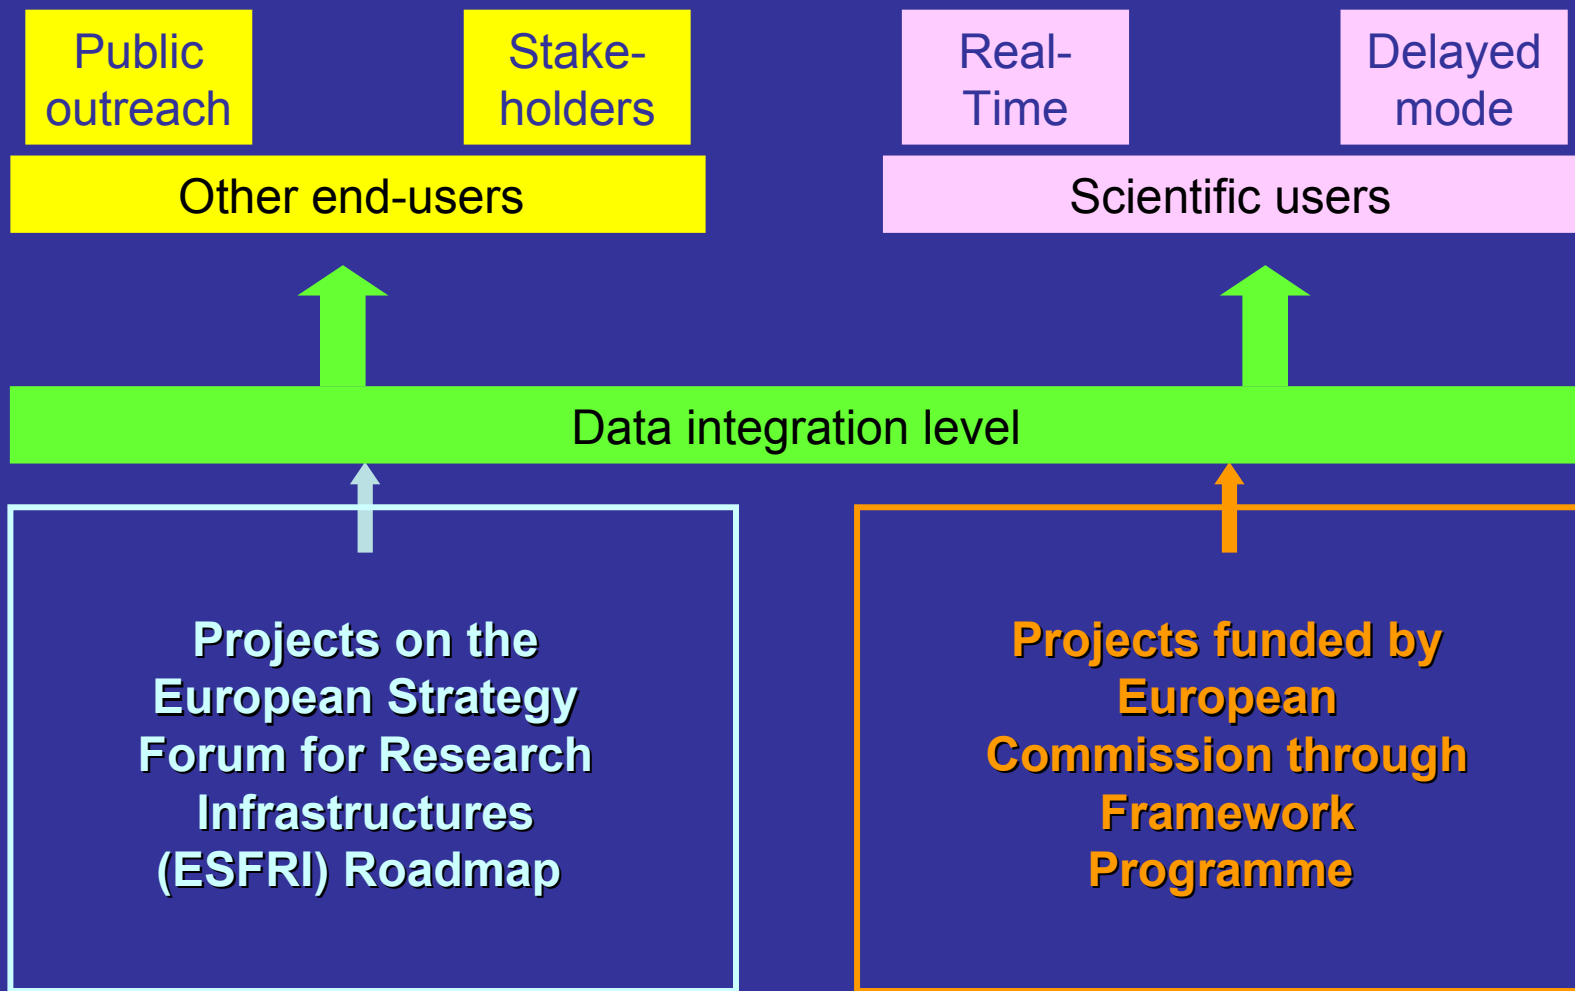 Public
outreach
Stake-
holders
Real-
Time
Delayed
mode
Other end-users
Scientific users
Data integration level
Projects on the
European Strategy
Forum for Research
Infrastructures
(ESFRI) Roadmap
Projects funded by
European
Commission through
Framework
Programme